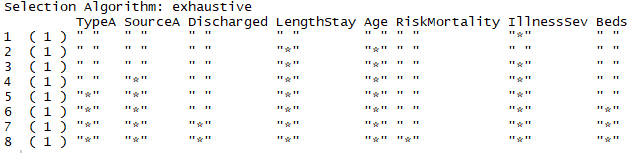 Selection Algorithm: exhaustive
TypeA SourceA Discharged LengthStay Age RiskMortality IllnessSev Beds
1 ( 1 ) " " " " " " " " " " " " "*" " "
2 ( 1 ) " " " " " " "*" "*" " " " " " "
3 ( 1 ) " " " " " " "*" "*" " " "*" " "
4 ( 1 ) " " "*" " " "*" "*" " " "*" " "
5 ( 1 ) "*" "*" " " "*" "*" " " "*" " "
6 ( 1 ) "*" "*" " " "*" "*" " " "*" "*"
7 ( 1 ) "*" "*" "*" "*" "*" " " "*" "*"
8 ( 1 ) "*" "*" "*" "*" "*" "*" "*" "*"